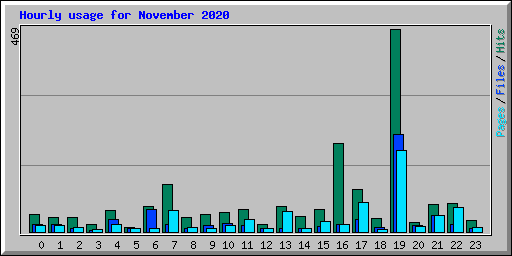 Hourly usage for November 2020
469
Pages/Files/Hits
0 1 2 3 4 5 6 7 8 9 10 11 12 13 14 15 16 17 18 19 20 21 22 23